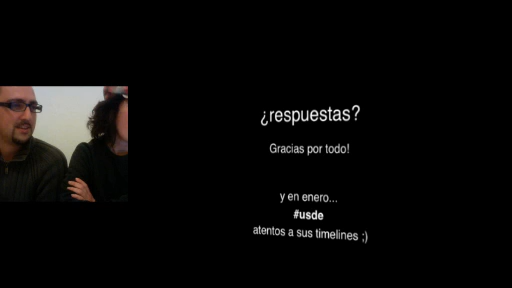 ¿respuestas?
Gracias por todo!
y en enero...
#usde
atentos a sus timelines ;)